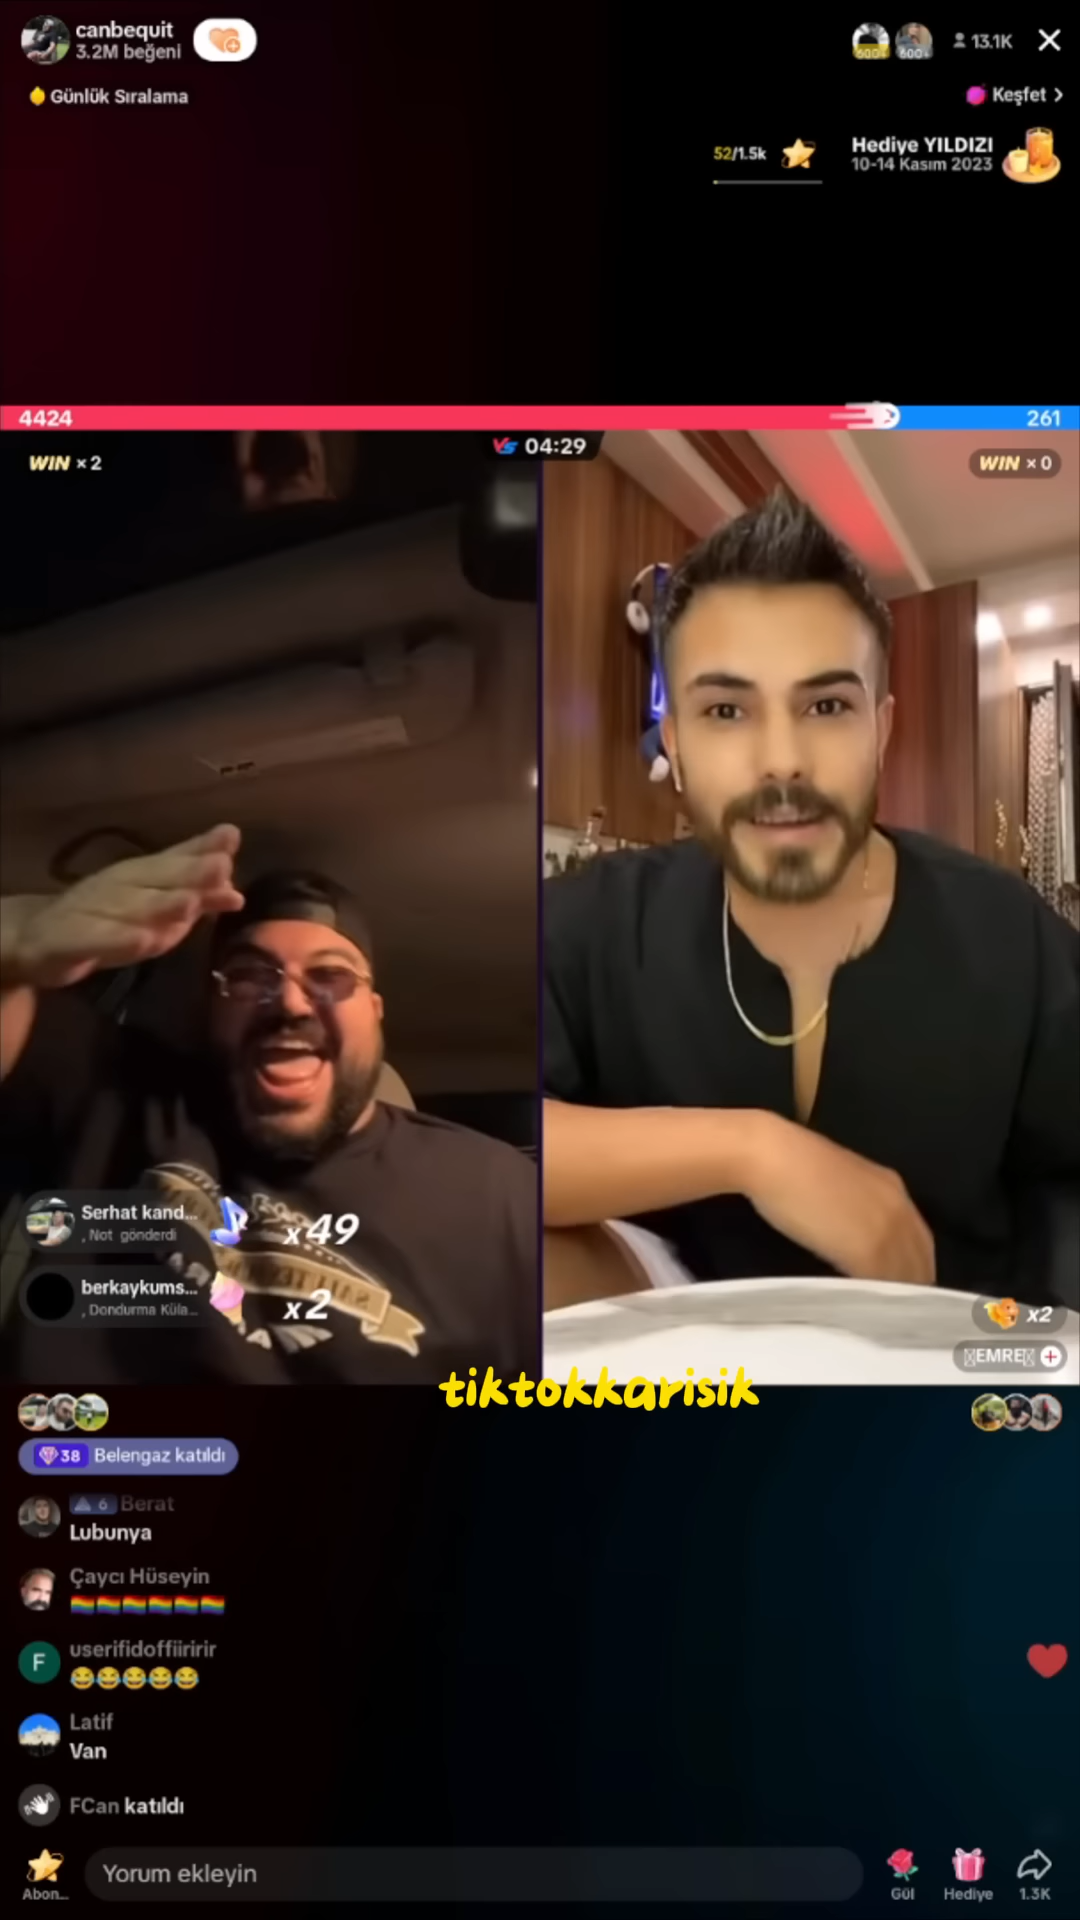 canbequit
3.2M beğeni
13.1K
Günlük Sıralama
Keşfet >
52/1.5k
Hediye YILDIZI
10-14 Kasım 2023
4424
261
WIN × 2
VS 04:29
WIN × 0
Serhat kand...
, Not gönderdi
x49
berkaykums...
, Dondurma Küla...
x2
x2
EMRE
tiktokkarisik
38 Belengaz katıldı
6 Berat
Lubunya
Çaycı Hüseyin
userifidoffiiririr
F
Latif
Van
FCan katıldı
Yorum ekleyin
Abon...
Gül
Hediye
1.3K